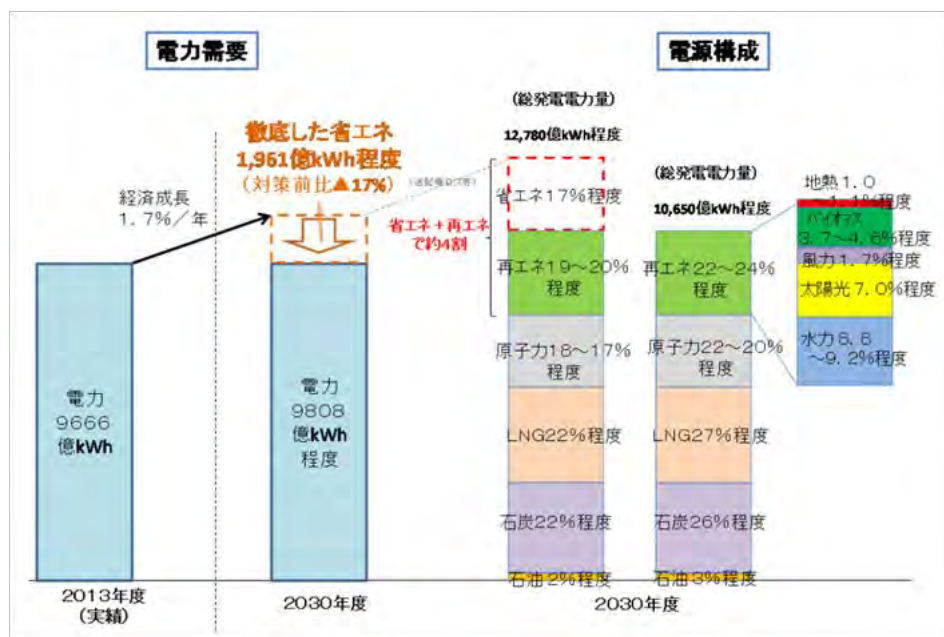 電力需要
電源構成
徹底した省エネ
1,961億kWh程度
(対策前比▲17%)
経済成長
1.7%/年
電力
9666
億kWh
電力
9808
億kWh
程度
2013年度
(実績)
2030年度
(総発電電力量)
12,780億kWh程度
省エネ+再エネ
で約4割
省エネ17%程度
再エネ19~20%
程度
原子力18~17%
程度
LNG22%程度
石炭22%程度
石油2%程度
(総発電電力量)
10,650億kWh程度
再エネ22~24%
程度
原子力22~20%
程度
LNG27%程度
石炭26%程度
石油3%程度
2030年度
地熱1.0
~1.1%程度
バイオマス
3.7~4.6%程度
風力1.7%程度
太陽光7.0%程度
水力8.8
~9.2%程度